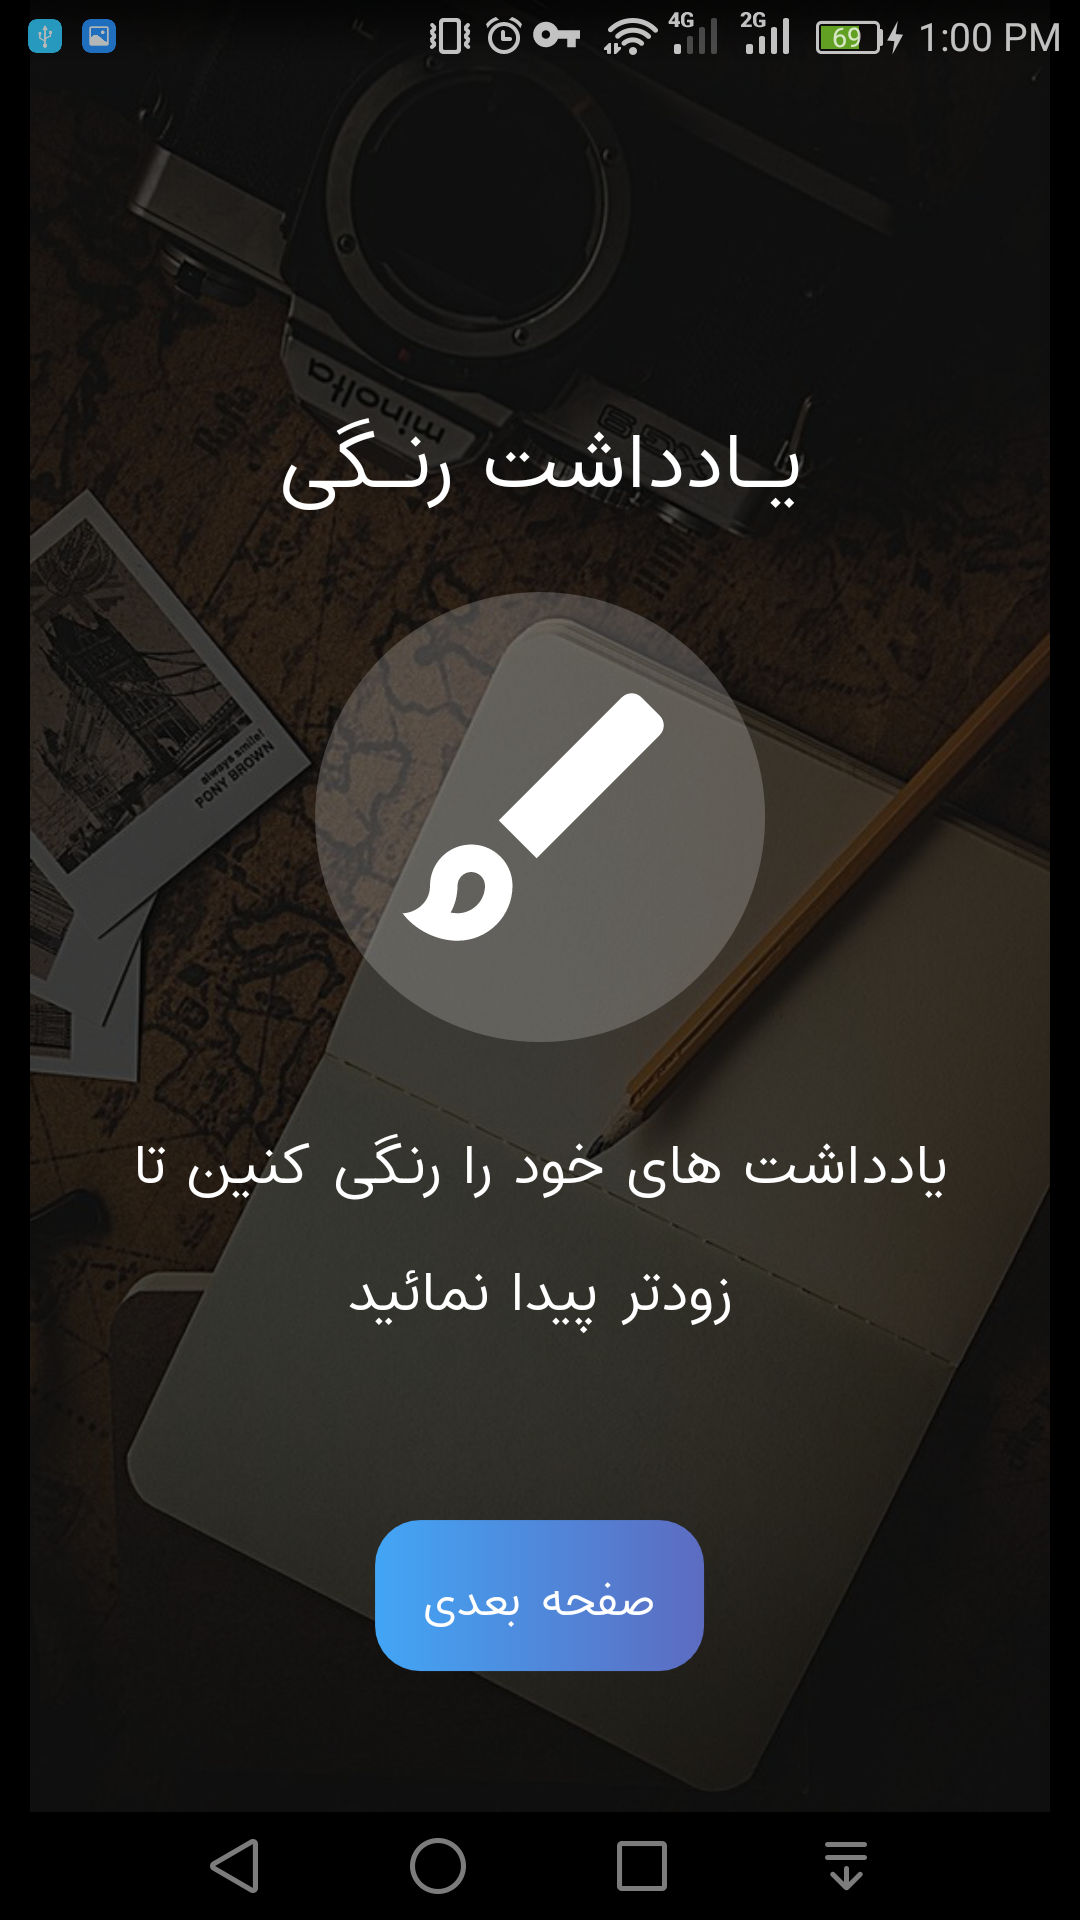 4G
2G
69
1:00 PM
minolta
یـادداشت رنـگی
always smile!
PONY BROWN
یادداشت های خود را رنگی کنین تا
زودتر پیدا نمائید
صفحه بعدی